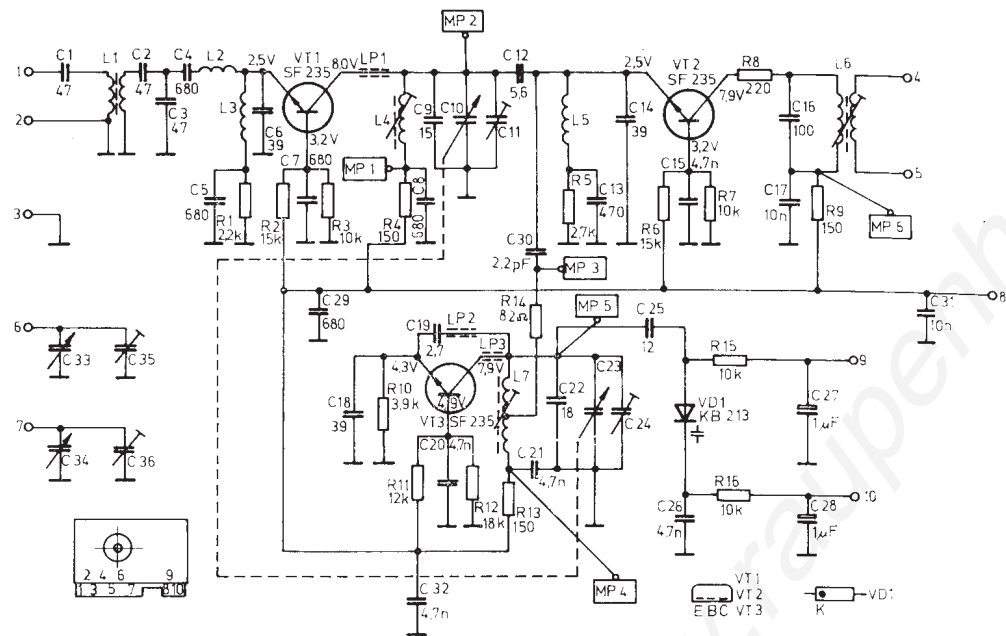 MP 2
C1
47
L1
C2
47
C4
680
L2
2,5V
VT1
SF 235
8,0V
LP1
C12
5,6
2,5V
VT 2
SF 235
7,9V
R8
220
L6
1
2
4
5
C3
47
L3
C6
39
3,2V
L4
C9
15
C10
C11
L5
C14
39
3,2V
C16
100
C5
680
R1
2,2k
R2
15k
C7
680
R3
10k
MP 1
R4
150
C8
680
R5
2,7k
C13
470
R6
15k
C15
4,7n
R7
10k
C17
10n
R9
150
MP 6
3
C30
2,2pF
MP 3
8
C29
680
R14
82Ω
C31
10n
6
C33
C35
C19
2,7
LP2
LP3
7,9V
MP 5
C25
12
R15
10k
9
4,3V
R10
3,9k
4,9V
VT3
SF 235
L7
C22
18
C23
C24
VD1
KB 213
C27
1µF
C18
39
7
C34
C36
C20
4,7n
C21
4,7n
R11
12k
R12
18k
R13
150
R16
10k
10
C26
4,7n
C28
1µF
2 4 6 9
1 3 5 7 8 10
C32
4,7n
MP 4
VT1
VT2
E B C VT3
K
VD1